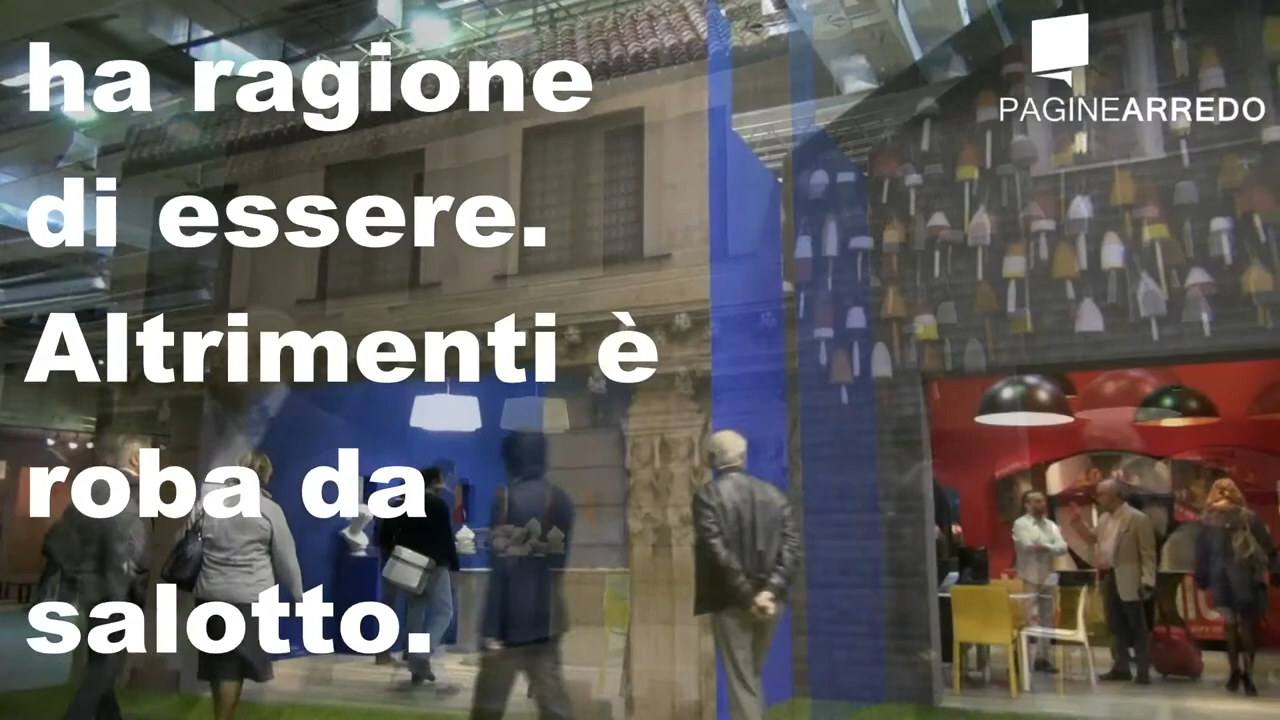 ha ragione
di essere.
Altrimenti è
roba da
salotto.
PAGINEARREDO